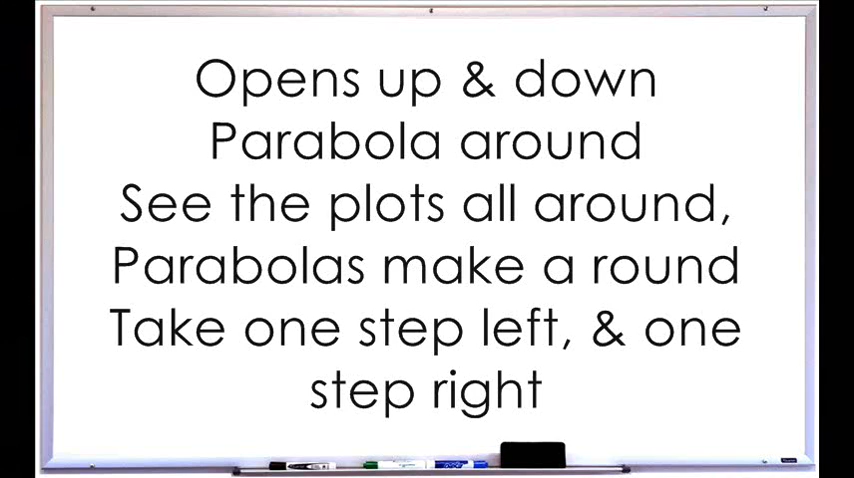 Opens up & down
Parabola around
See the plots all around,
Parabolas make a round
Take one step left, & one
step right